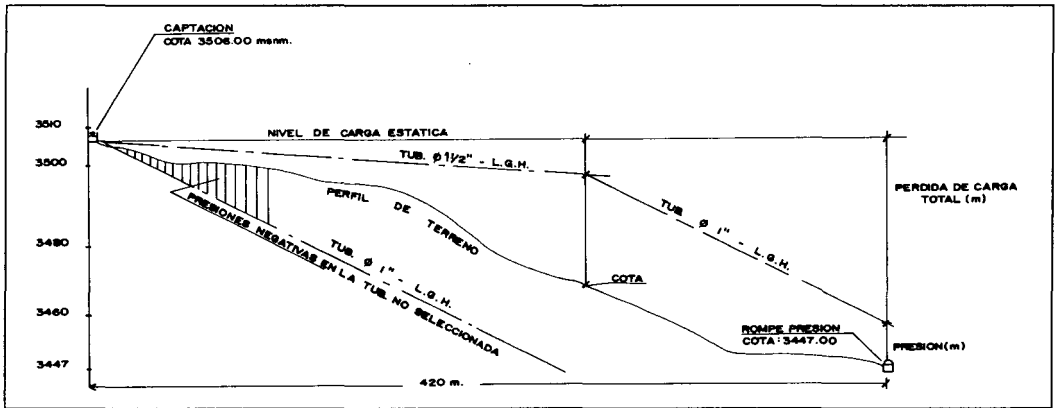 CAPTACION
COTA 3506.00 msnm.
3510
3500
3480
3460
3447
NIVEL DE CARGA ESTATICA
TUB. Ø 1 1/2" - L.G.H.
PERFIL DE TERRENO
PRESIONES NEGATIVAS EN LA TUB. NO SELECCIONADA
TUB. Ø 1" - L.G.H.
TUB. Ø 1" - L.G.H.
COTA
PERDIDA DE CARGA
TOTAL (m)
ROMPE PRESION
COTA: 3447.00
PRESION(m)
420 m.